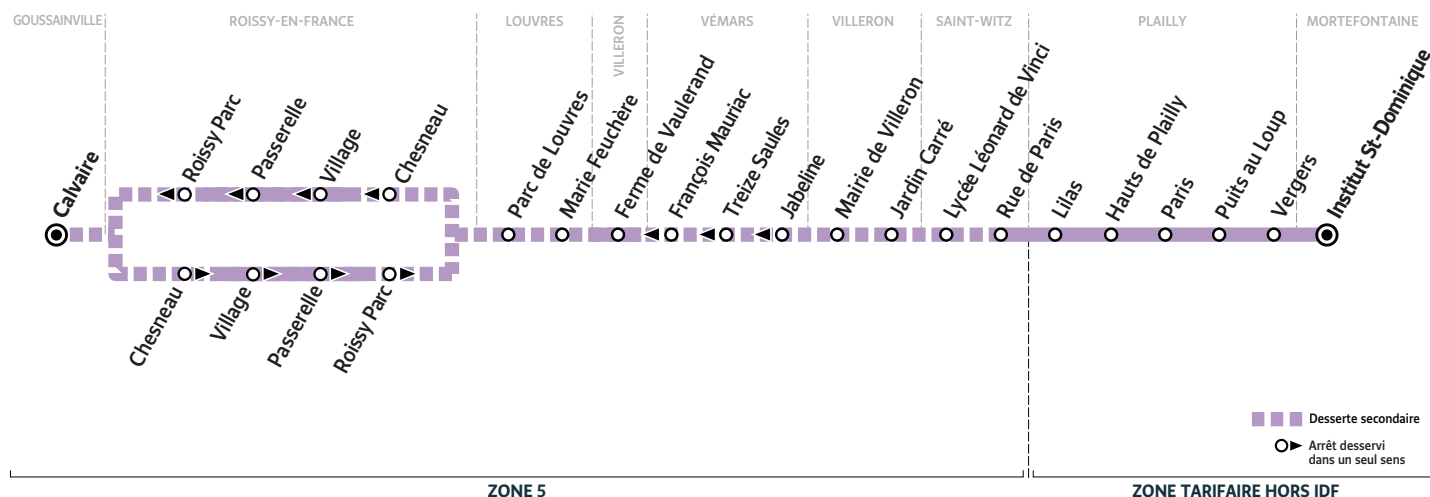 GOUSSAINVILLE
ROISSY-EN-FRANCE
LOUVRES
VILLERON
VÉMARS
VILLERON
SAINT-WITZ
PLAILLY
MORTEFONTAINE
Calvaire
Roissy Parc
Passerelle
Village
Chesneau
Chesneau
Village
Passerelle
Roissy Parc
Parc de Louvres
Marie Feuchère
Ferme de Vaulerand
François Mauriac
Treize Saules
Jabeline
Mairie de Villeron
Jardin Carré
Lycée Léonard de Vinci
Rue de Paris
Lilas
Hauts de Plailly
Paris
Puits au Loup
Vergers
Institut St-Dominique
Desserte secondaire
Arrêt desservi
dans un seul sens
ZONE 5
ZONE TARIFAIRE HORS IDF